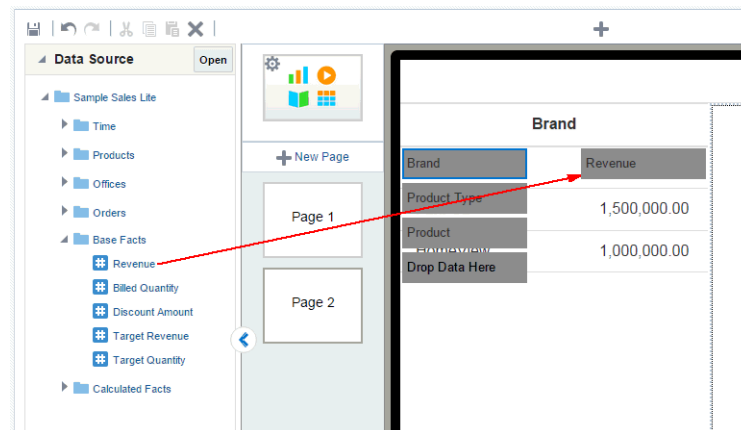 Data Source
Open
Sample Sales Lite
Time
Products
Offices
Orders
Base Facts
Revenue
Billed Quantity
Discount Amount
Target Revenue
Target Quantity
Calculated Facts
New Page
Page 1
Page 2
Brand
Brand
Revenue
Product Type
1,500,000.00
Product
1,000,000.00
Drop Data Here